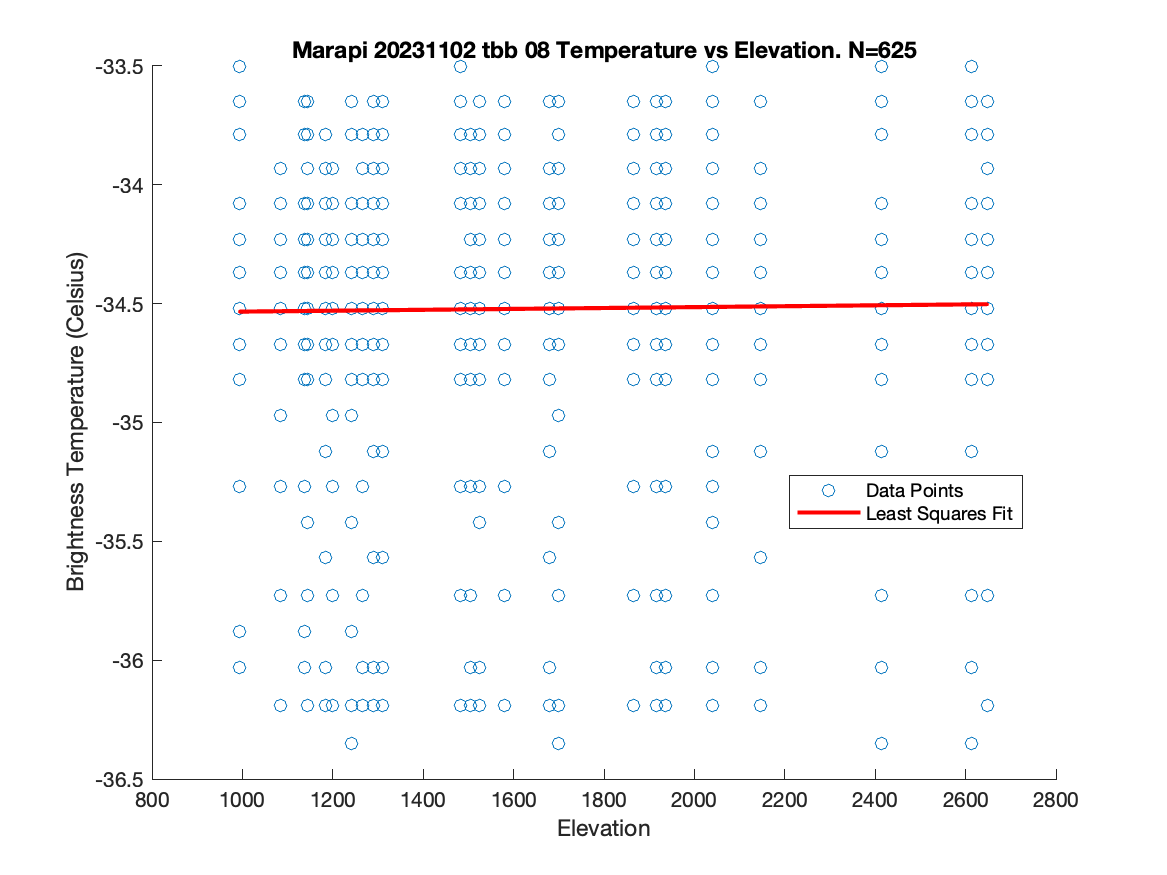 Marapi 20231102 tbb 08 Temperature vs Elevation. N=625
-33.5
-34
-34.5
-35
-35.5
-36
-36.5
Brightness Temperature (Celsius)
Data Points
Least Squares Fit
800 1000 1200 1400 1600 1800 2000 2200 2400 2600 2800
Elevation